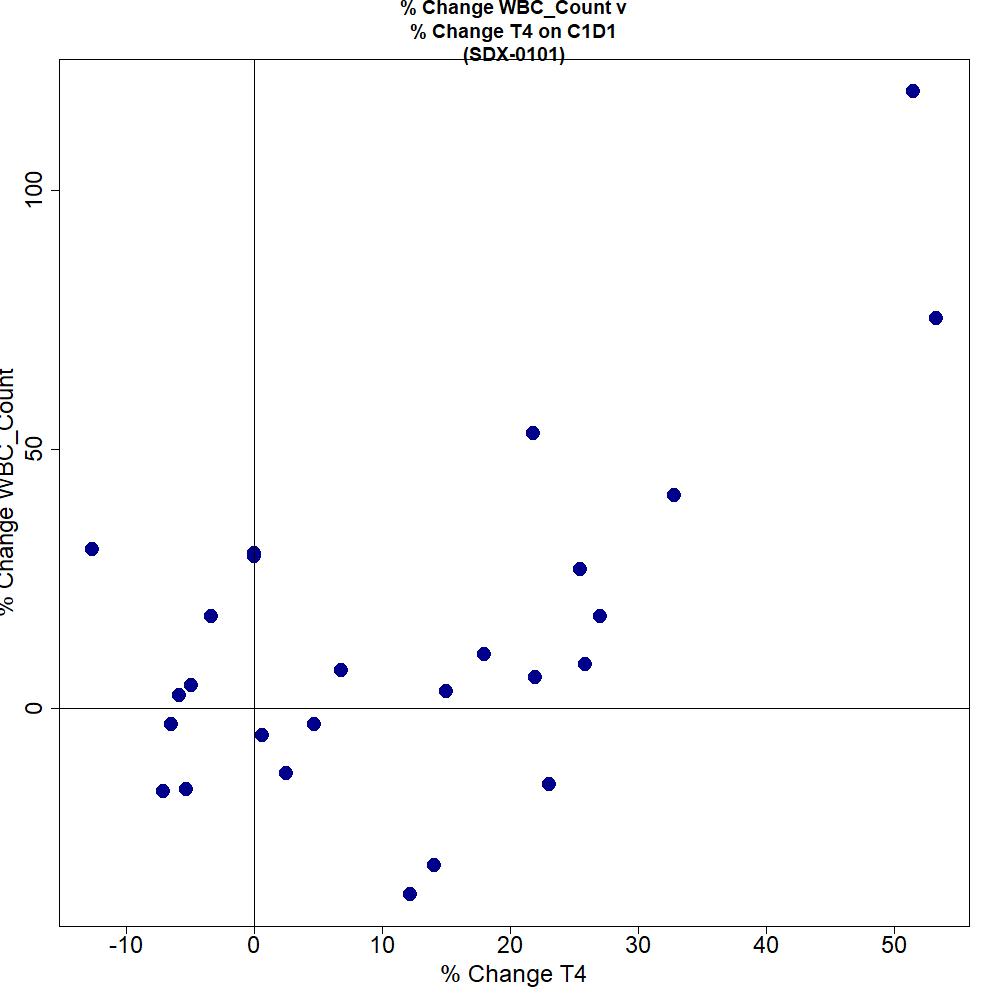 % Change WBC_Count v
% Change T4 on C1D1
(SDX-0101)
100
50
0
% Change WBC_Count
-10 0 10 20 30 40 50
% Change T4